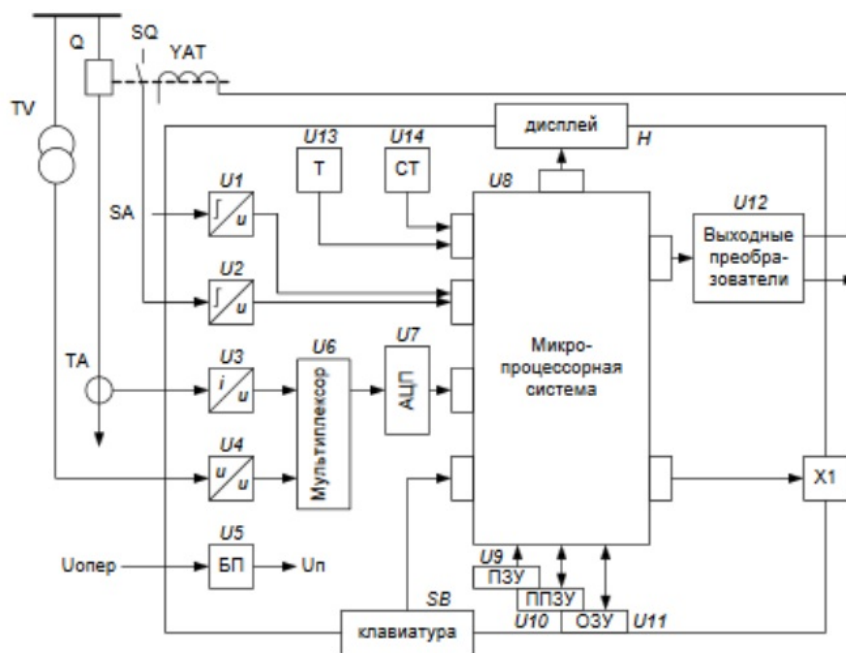 Q
SQ
YAT
TV
дисплей
H
U13
T
U14
СТ
U8
U1
u
SA
U12
Выходные
преобра-
зователи
U2
u
Микро-
процессорная
система
TA
U3
i
u
U6
Мультиплексор
U7
АЦП
U4
u
u
X1
U5
Uопер
БП
Uп
U9
ПЗУ
ППЗУ
U10
ОЗУ
U11
SB
клавиатура